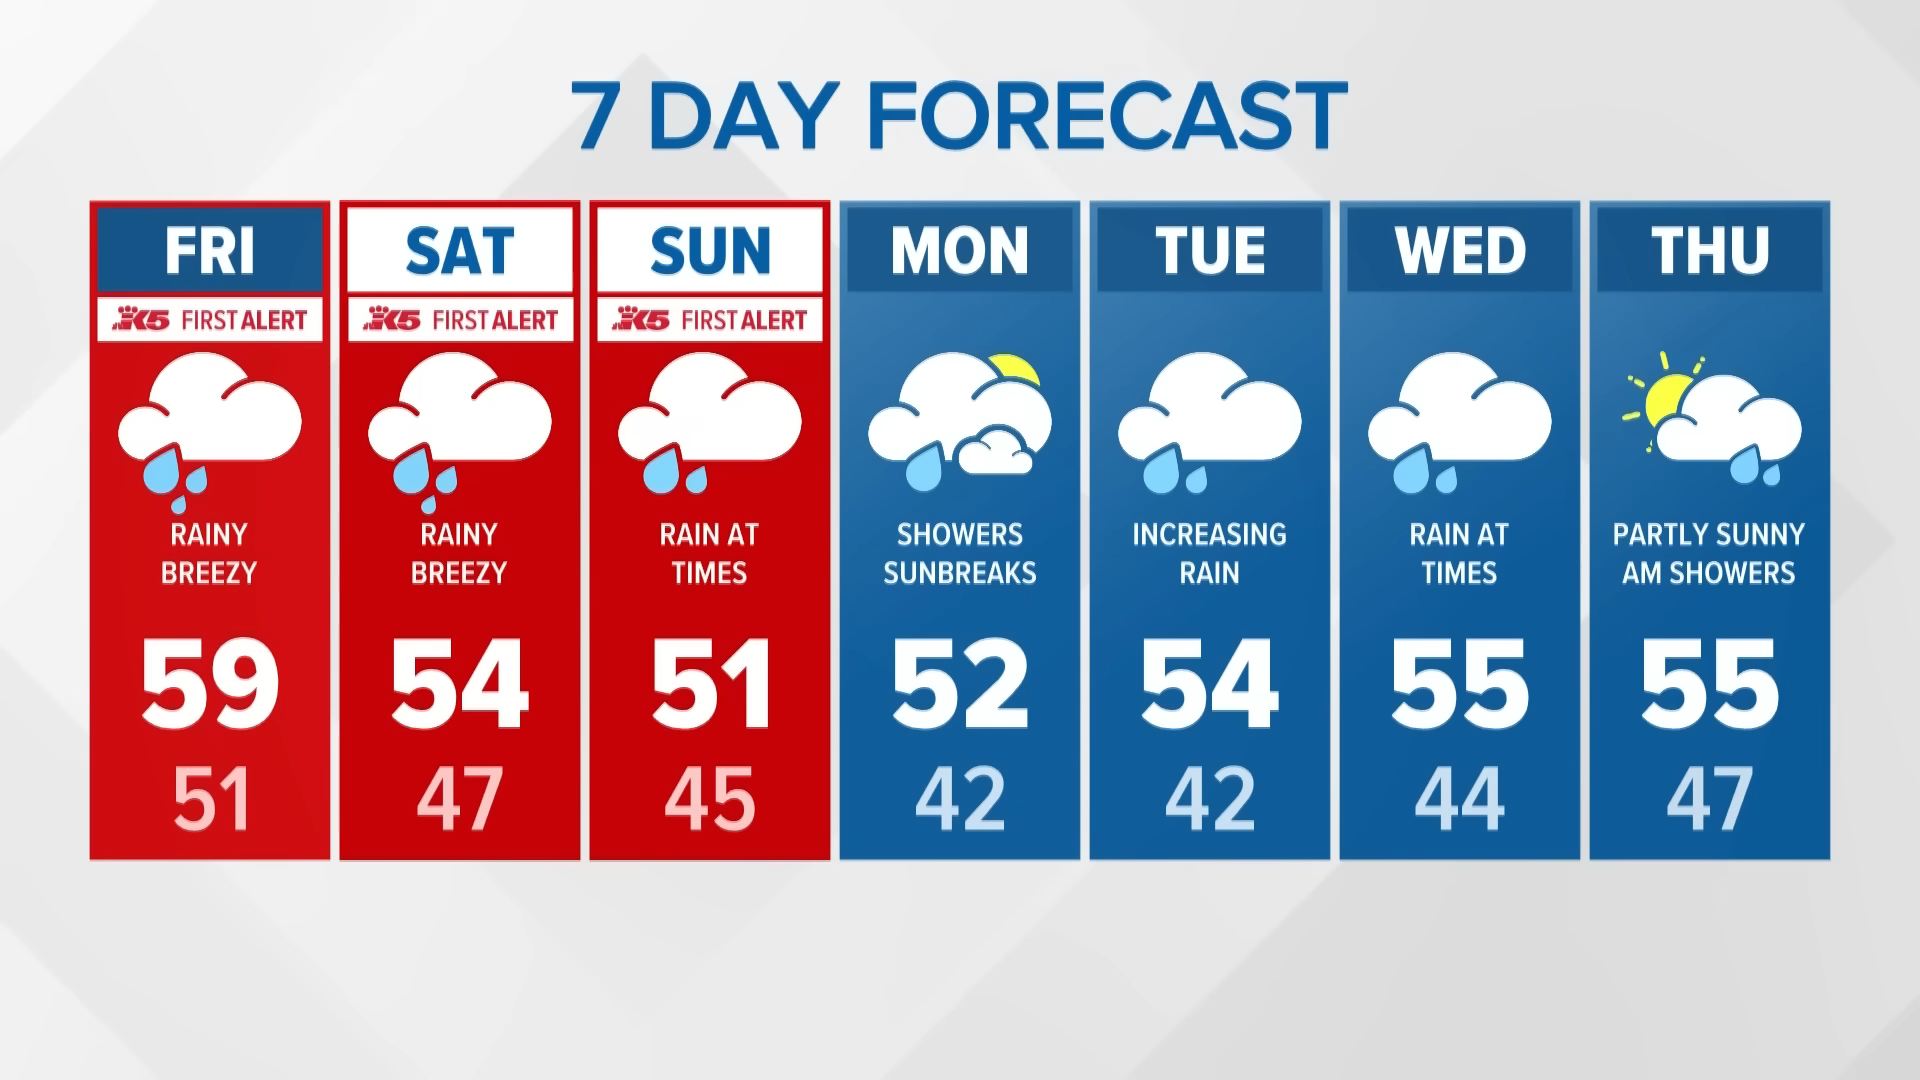 7 DAY FORECAST
FRI
K5 FIRST ALERT
RAINY
BREEZY
59
51
SAT
K5 FIRST ALERT
RAINY
BREEZY
54
47
SUN
K5 FIRST ALERT
RAIN AT
TIMES
51
45
MON
SHOWERS
SUNBREAKS
52
42
TUE
INCREASING
RAIN
54
42
WED
RAIN AT
TIMES
55
44
THU
PARTLY SUNNY
AM SHOWERS
55
47